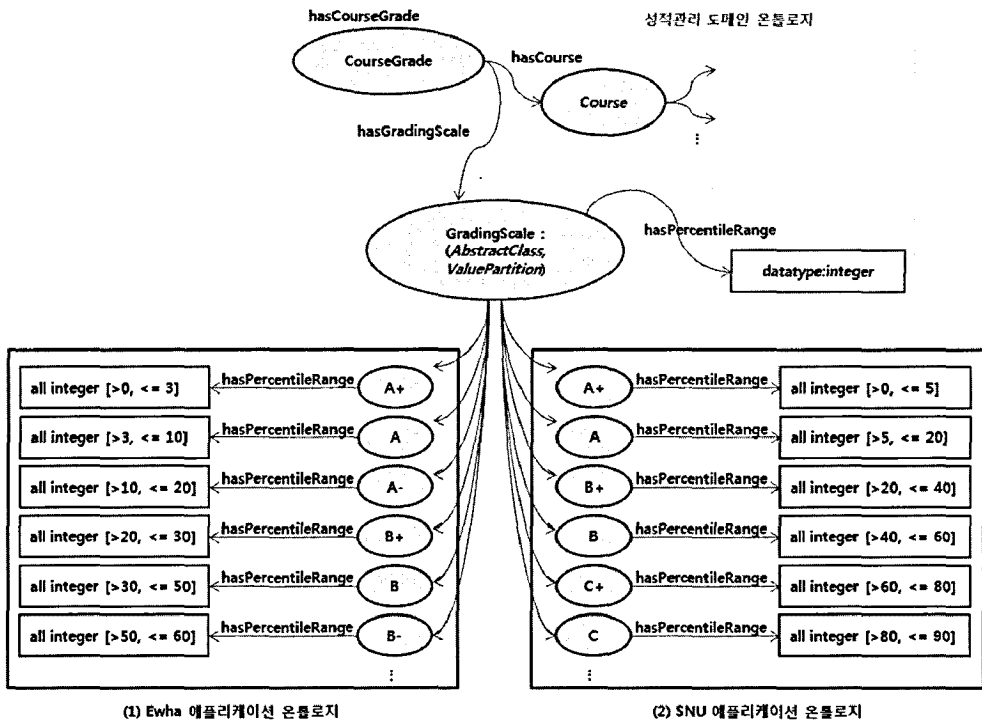 hasCourseGrade
성적관리 도메인 온톨로지
CourseGrade
hasCourse
Course
hasGradingScale
⋮
GradingScale :
(AbstractClass,
ValuePartition)
hasPercentileRange
datatype:integer
all integer [>0, <= 3] hasPercentileRange A+
all integer [>3, <= 10] hasPercentileRange A
all integer [>10, <= 20] hasPercentileRange A-
all integer [>20, <= 30] hasPercentileRange B+
all integer [>30, <= 50] hasPercentileRange B
all integer [>50, <= 60] hasPercentileRange B-
⋮
(1) Ewha 애플리케이션 온톨로지
A+ hasPercentileRange all integer [>0, <= 5]
A hasPercentileRange all integer [>5, <= 20]
B+ hasPercentileRange all integer [>20, <= 40]
B hasPercentileRange all integer [>40, <= 60]
C+ hasPercentileRange all integer [>60, <= 80]
C hasPercentileRange all integer [>80, <= 90]
⋮
(2) SNU 애플리케이션 온톨로지